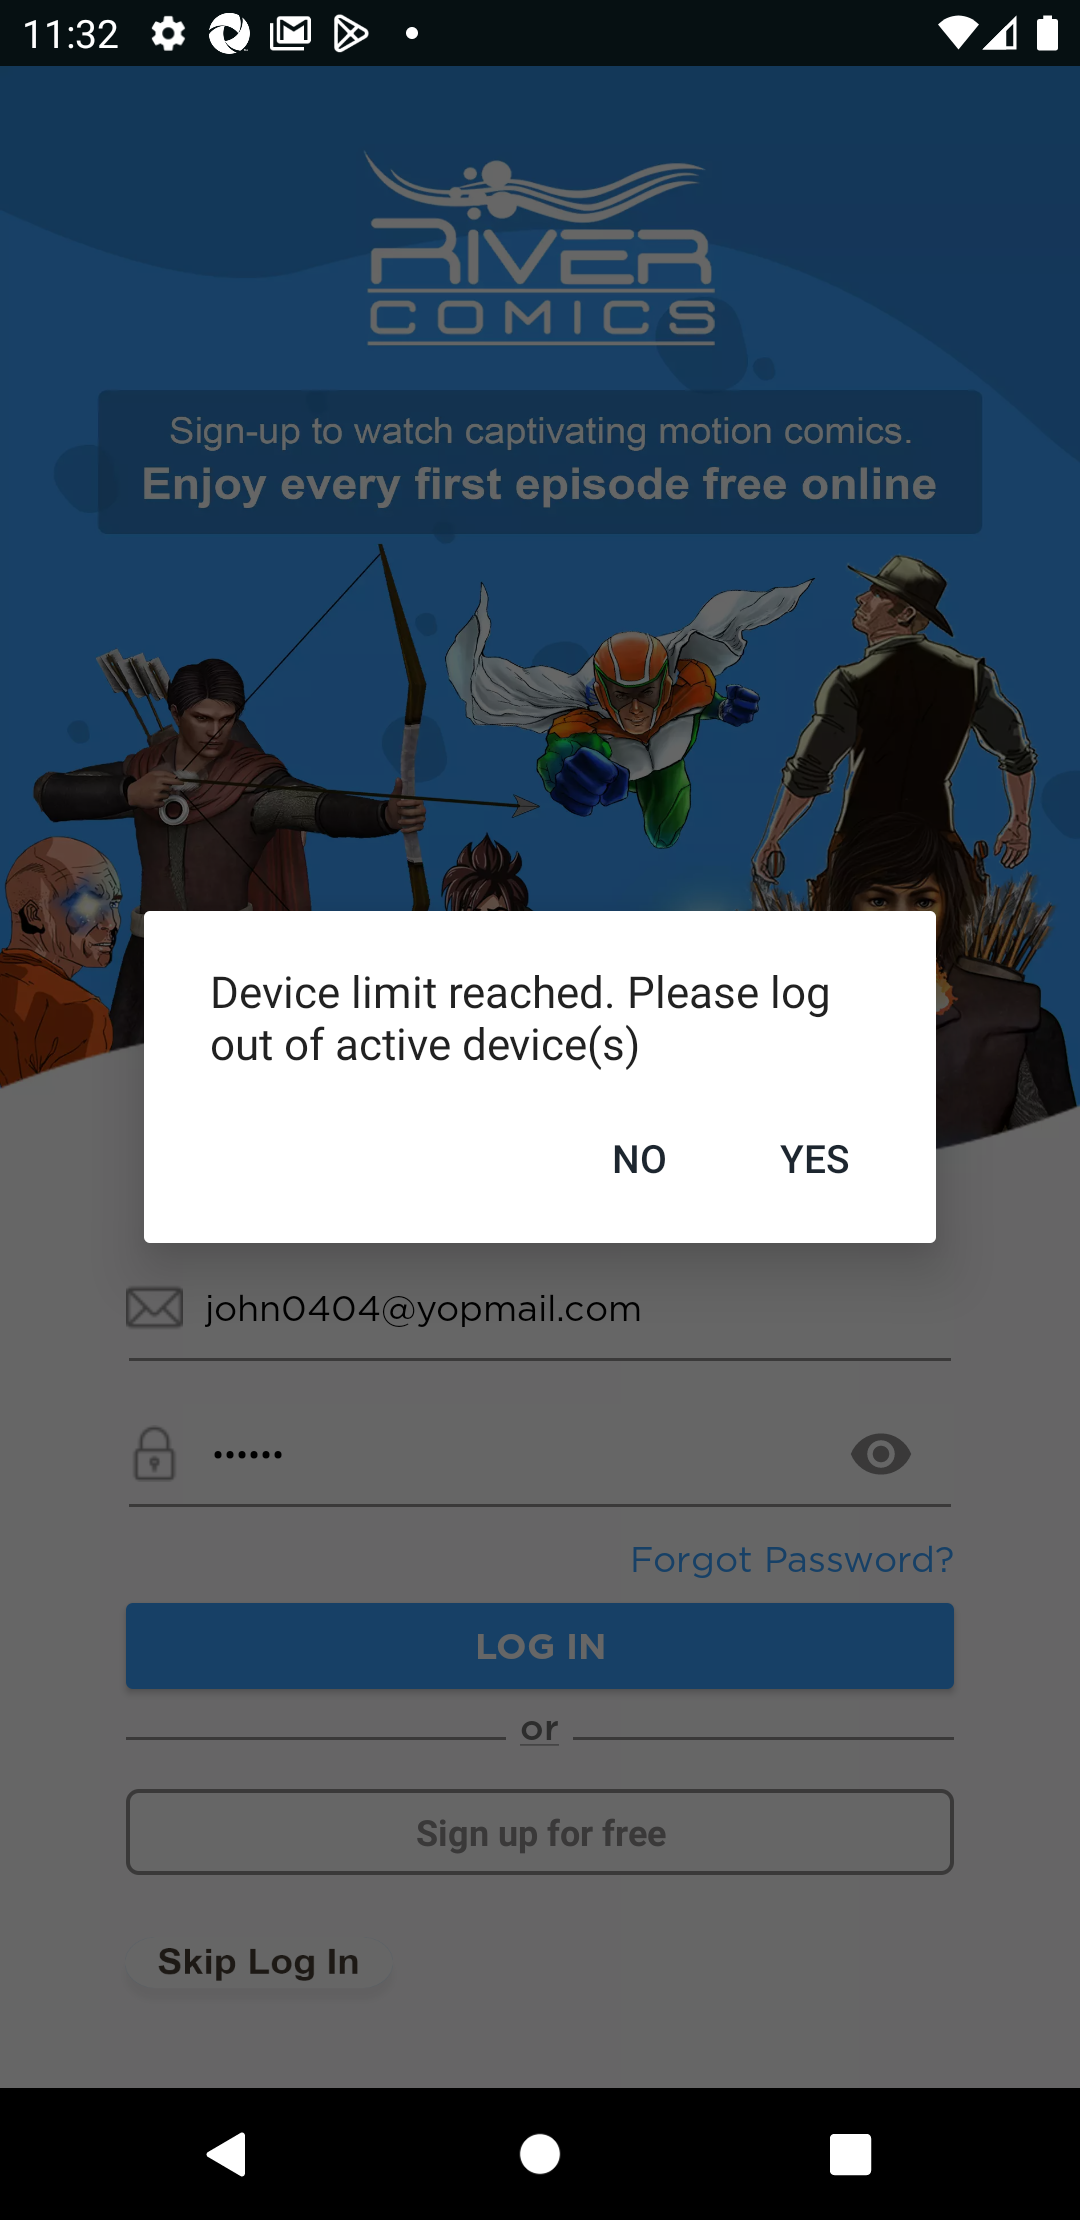 11:32
RIVER
COMICS
Sign-up to watch captivating motion comics.
Enjoy every first episode free online
Device limit reached. Please log
out of active device(s)
NO
YES
john0404@yopmail.com
••••••
Forgot Password?
LOG IN
or
Sign up for free
Skip Log In